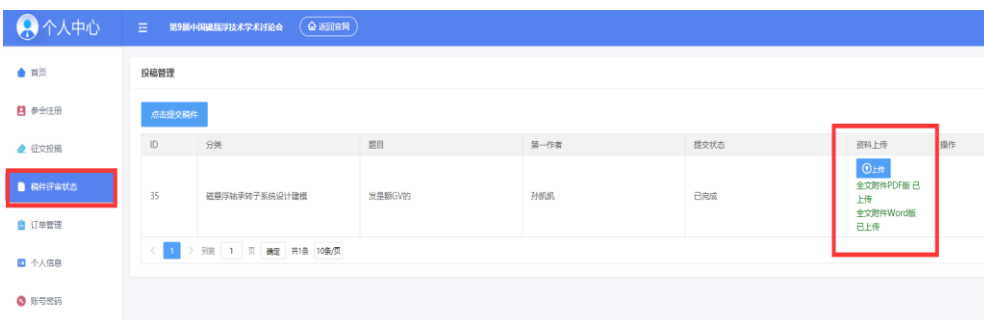 个人中心
第9届中国磁悬浮技术学术讨论会 返回官网
首页
参会注册
征文投稿
稿件评审状态
订单管理
个人信息
账号密码
投稿管理
点击提交稿件
ID 分类 题目 第一作者 提交状态 资料上传 操作
35 磁悬浮轴承转子系统设计建模 发是额GV的 孙凯凯 已完成
上传
全文附件PDF版 已
上传
全文附件Word版
已上传
1 到第 1 页 确定 共1条 10条/页